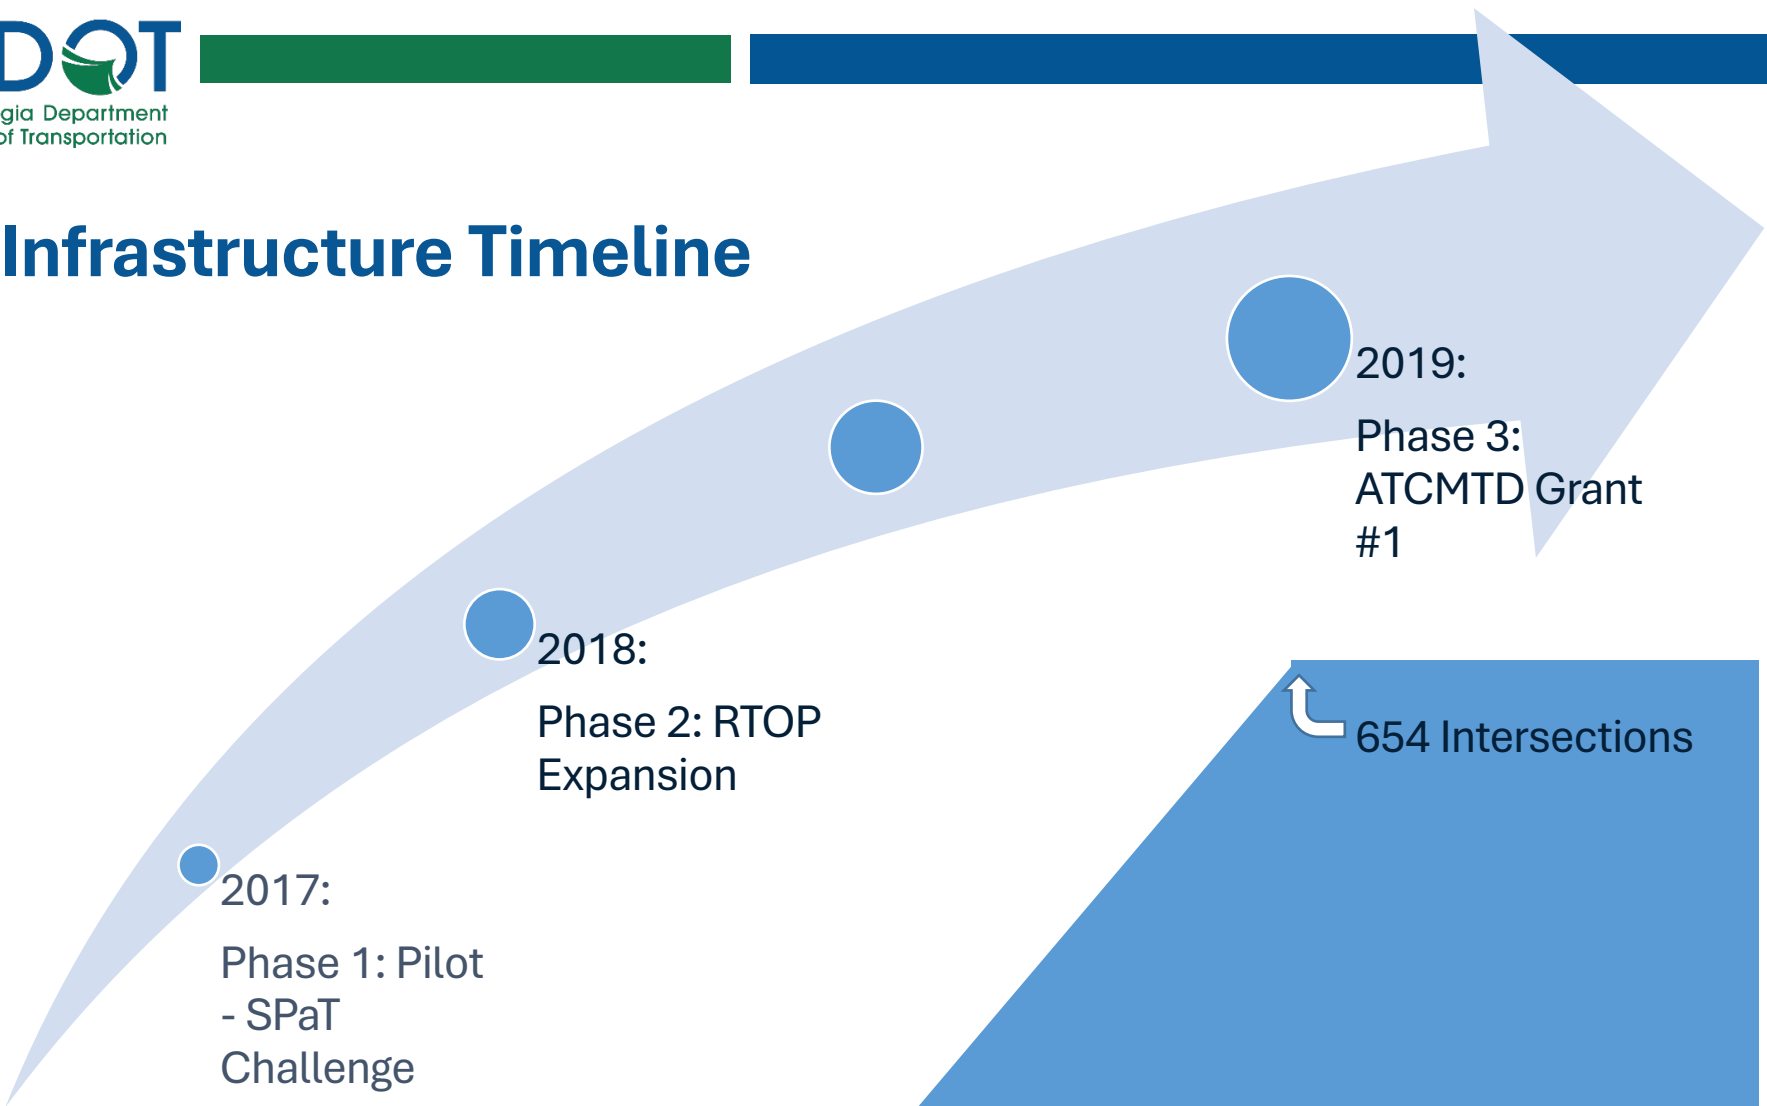 DOT
gia Department
of Transportation
Infrastructure Timeline
2019:
Phase 3:
ATCMTD Grant
#1
2018:
Phase 2: RTOP
Expansion
654 Intersections
2017:
Phase 1: Pilot
- SPaT
Challenge